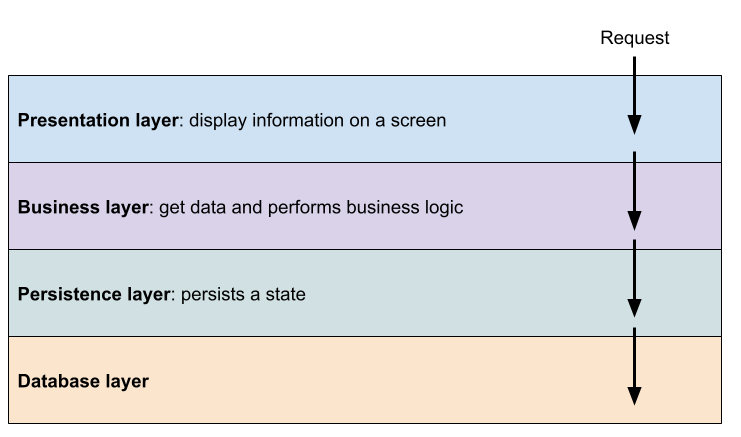 Request
Presentation layer: display information on a screen
Business layer: get data and performs business logic
Persistence layer: persists a state
Database layer